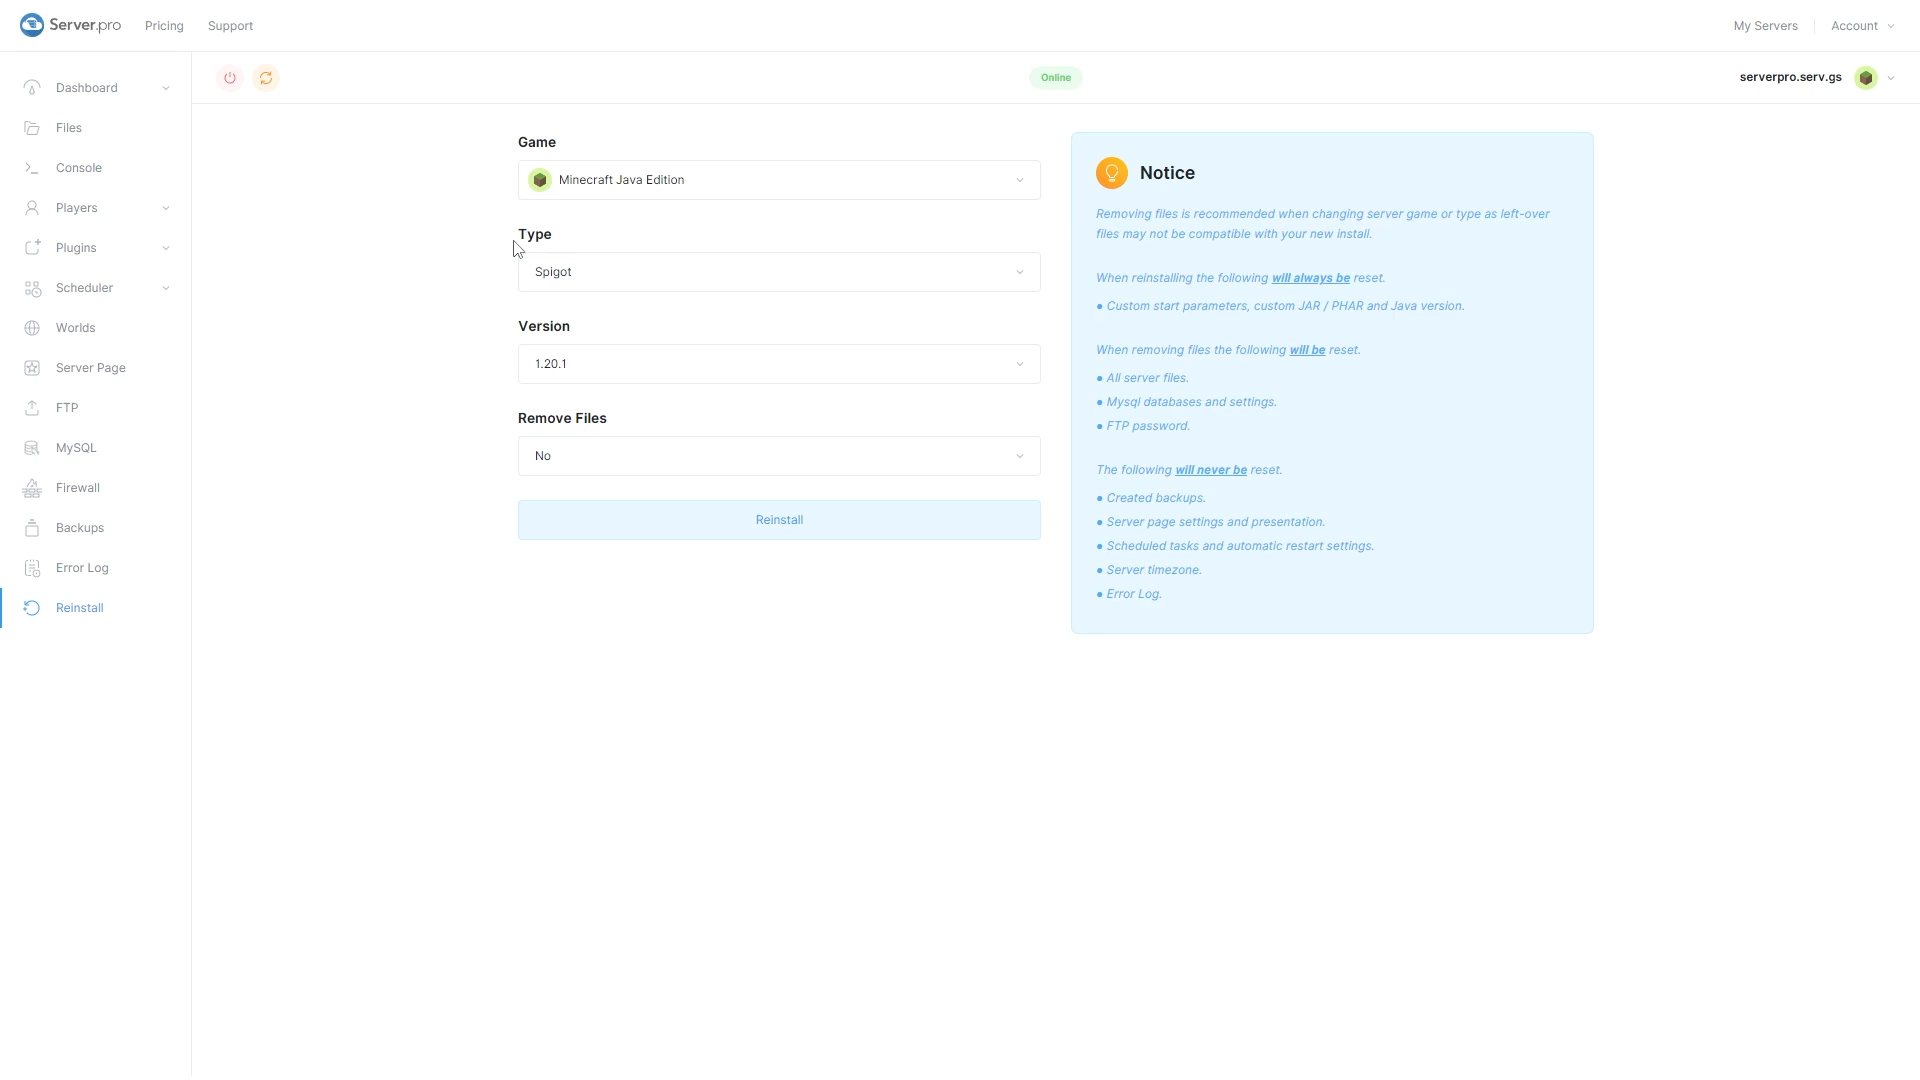 Server.pro
Pricing
Support
My Servers
Account
Dashboard
Files
Console
Players
Plugins
Scheduler
Worlds
Server Page
FTP
MySQL
Firewall
Backups
Error Log
Reinstall
Online
serverpro.serv.gs
Game
Minecraft Java Edition
Type
Spigot
Version
1.20.1
Remove Files
No
Reinstall
Notice
Removing files is recommended when changing server game or type as left-over
files may not be compatible with your new install.
When reinstalling the following will always be reset.
● Custom start parameters, custom JAR / PHAR and Java version.
When removing files the following will be reset.
● All server files.
● Mysql databases and settings.
● FTP password.
The following will never be reset.
● Created backups.
● Server page settings and presentation.
● Scheduled tasks and automatic restart settings.
● Server timezone.
● Error Log.